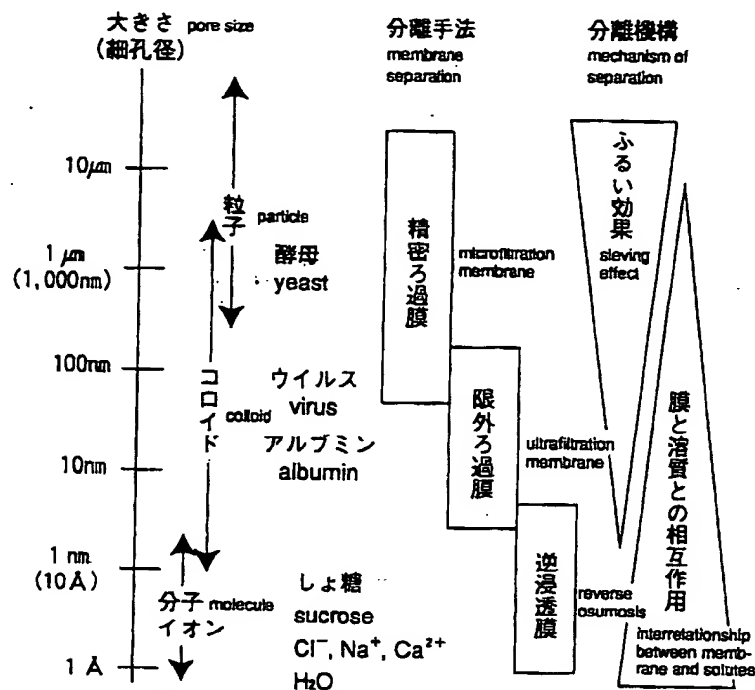 大きさ pore size
(細孔径)
分離手法
membrane
separation
分離機構
mechanism of
separation
10μm
1μm
(1,000nm)
100nm
10nm
1 nm
(10Å)
1 Å
粒子 particle
コロイド colloid
分子 molecule
イオン
酵母
yeast
ウイルス
virus
アルブミン
albumin
しょ糖
sucrose
Cl⁻, Na⁺, Ca²⁺
H₂O
精密ろ過膜
microfiltration
membrane
限外ろ過膜
ultrafiltration
membrane
逆浸透膜
reverse
osumosis
ふるい効果
sieving
effect
膜と溶質との相互作用
interrelationship
between memb-
rane and solutes